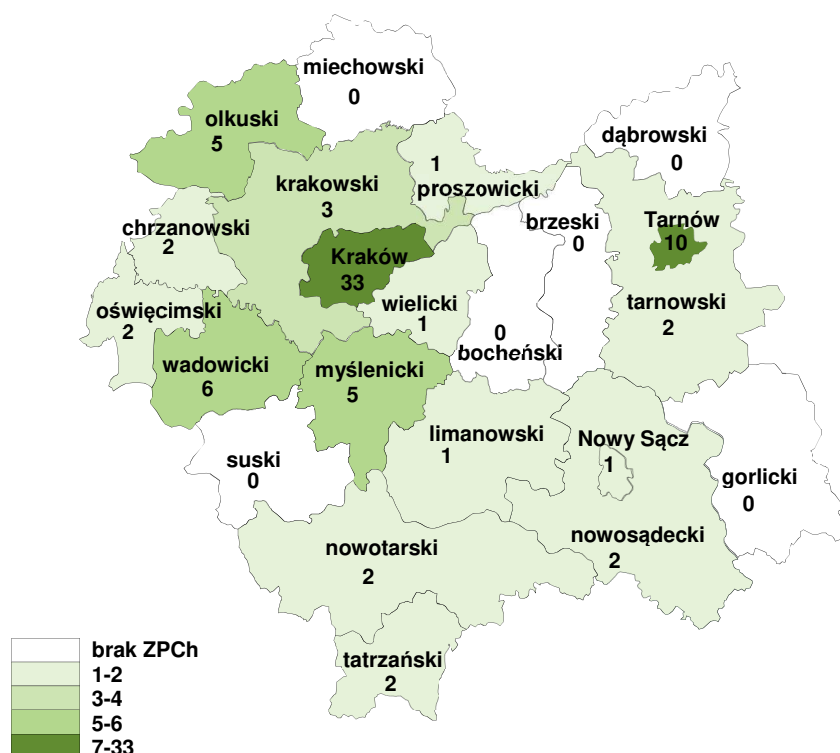 miechowski
0
olkuski
5
dąbrowski
0
1
proszowicki
krakowski
3
chrzanowski
2
brzeski
0
Tarnów
10
Kraków
33
oświęcimski
2
wielicki
1
tarnowski
2
0
bocheński
wadowicki
6
myślenicki
5
limanowski
1
Nowy Sącz
1
suski
0
gorlicki
0
nowotarski
2
nowosądecki
2
tatrzański
2
brak ZPCh
1-2
3-4
5-6
7-33